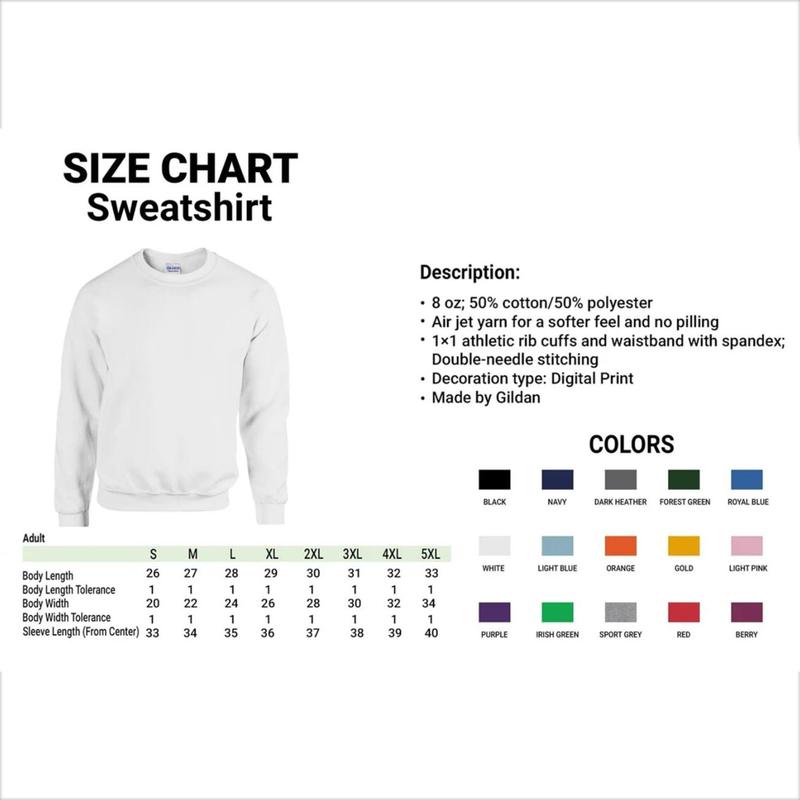 SIZE CHART
Sweatshirt
Description:
• 8 oz; 50% cotton/50% polyester
• Air jet yarn for a softer feel and no pilling
• 1×1 athletic rib cuffs and waistband with spandex;
Double-needle stitching
• Decoration type: Digital Print
• Made by Gildan
COLORS
BLACK NAVY DARK HEATHER FOREST GREEN ROYAL BLUE
WHITE LIGHT BLUE ORANGE GOLD LIGHT PINK
PURPLE IRISH GREEN SPORT GREY RED BERRY
Adult
S M L XL 2XL 3XL 4XL 5XL
Body Length 26 27 28 29 30 31 32 33
Body Length Tolerance 1 1 1 1 1 1 1 1
Body Width 20 22 24 26 28 30 32 34
Body Width Tolerance 1 1 1 1 1 1 1 1
Sleeve Length (From Center) 33 34 35 36 37 38 39 40